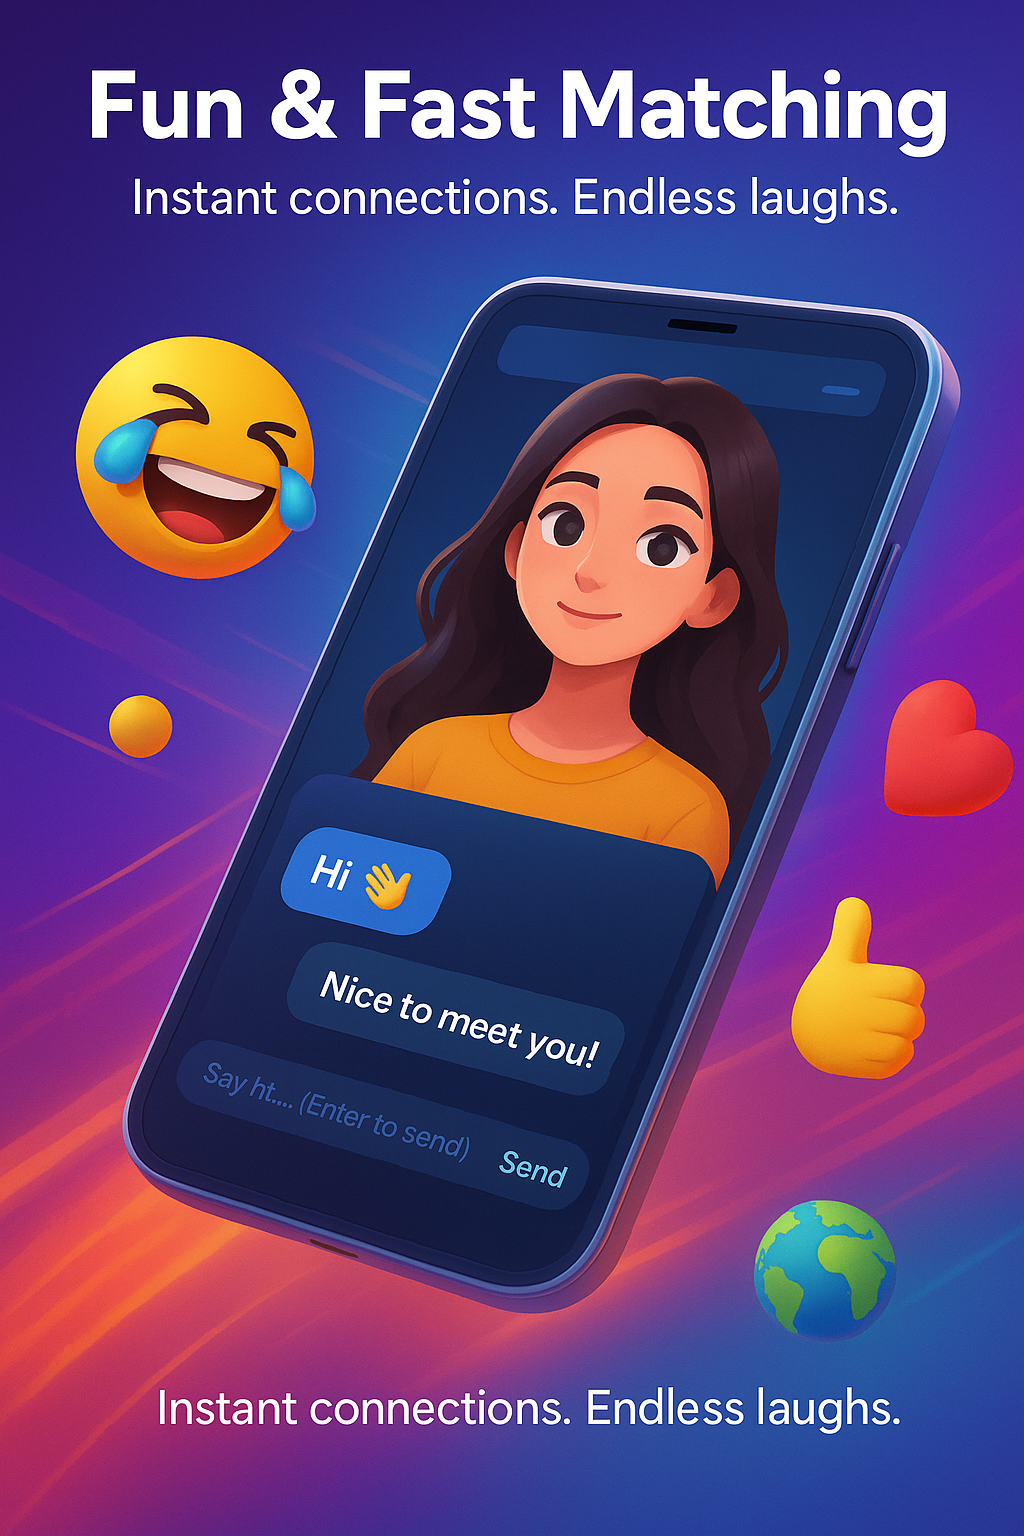 Fun & Fast Matching
Instant connections. Endless laughs.
Hi 👋
Nice to meet you!
Say ht.... (Enter to send)
Send
Instant connections. Endless laughs.